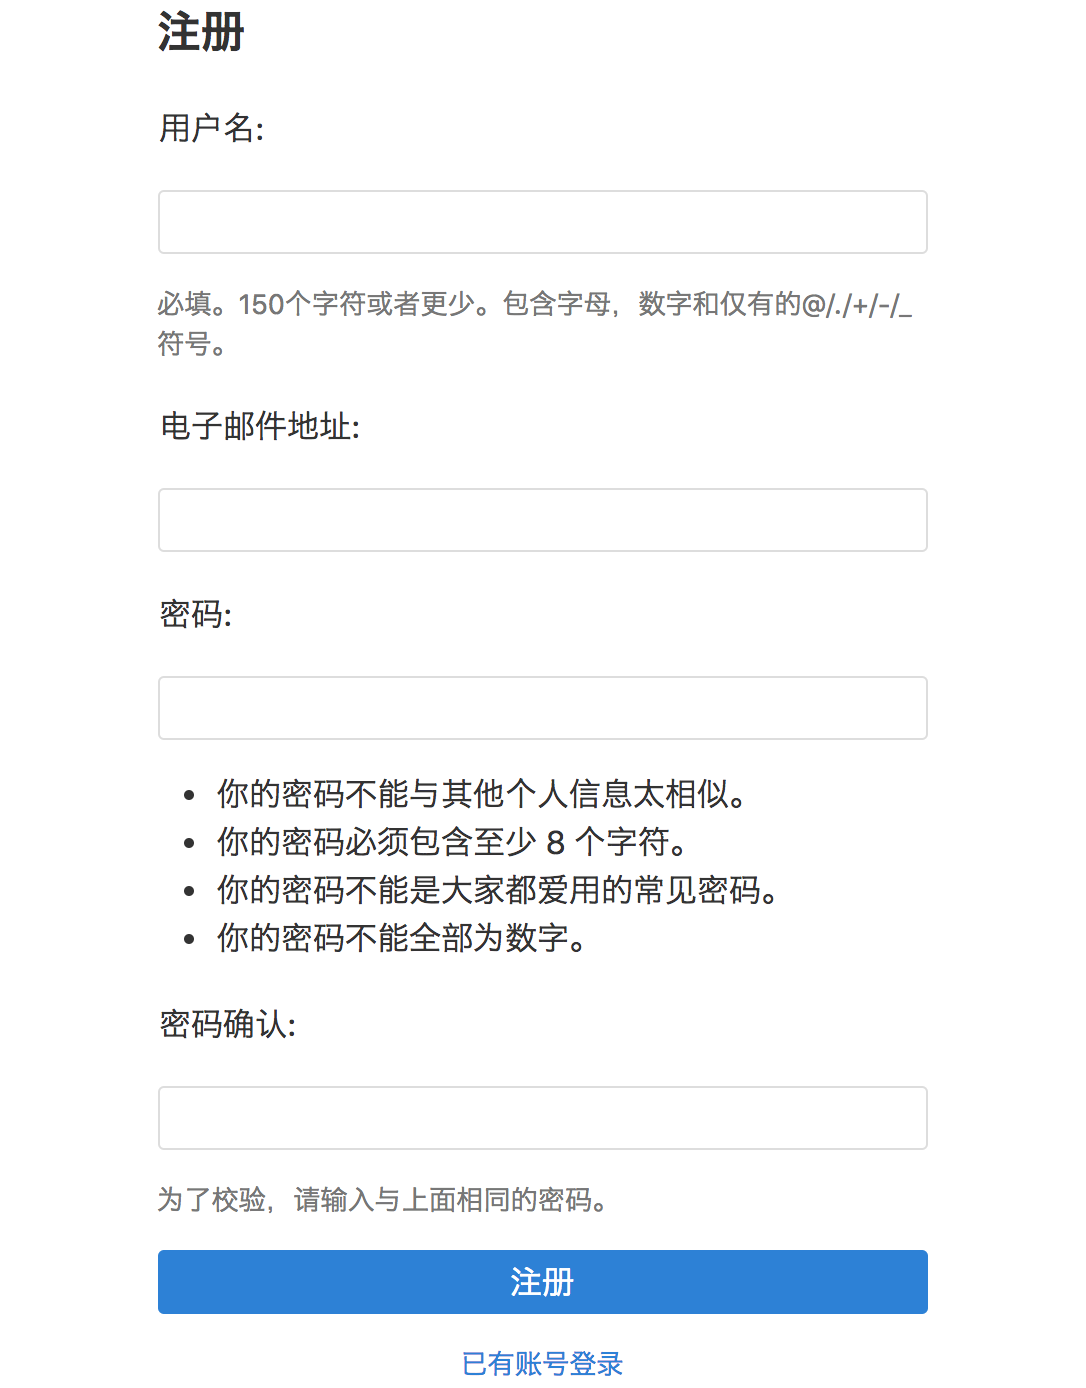 注册
用户名:
必填。150个字符或者更少。包含字母，数字和仅有的@/./+/-/_
符号。
电子邮件地址:
密码:
• 你的密码不能与其他个人信息太相似。
• 你的密码必须包含至少 8 个字符。
• 你的密码不能是大家都爱用的常见密码。
• 你的密码不能全部为数字。
密码确认:
为了校验，请输入与上面相同的密码。
注册
已有账号登录